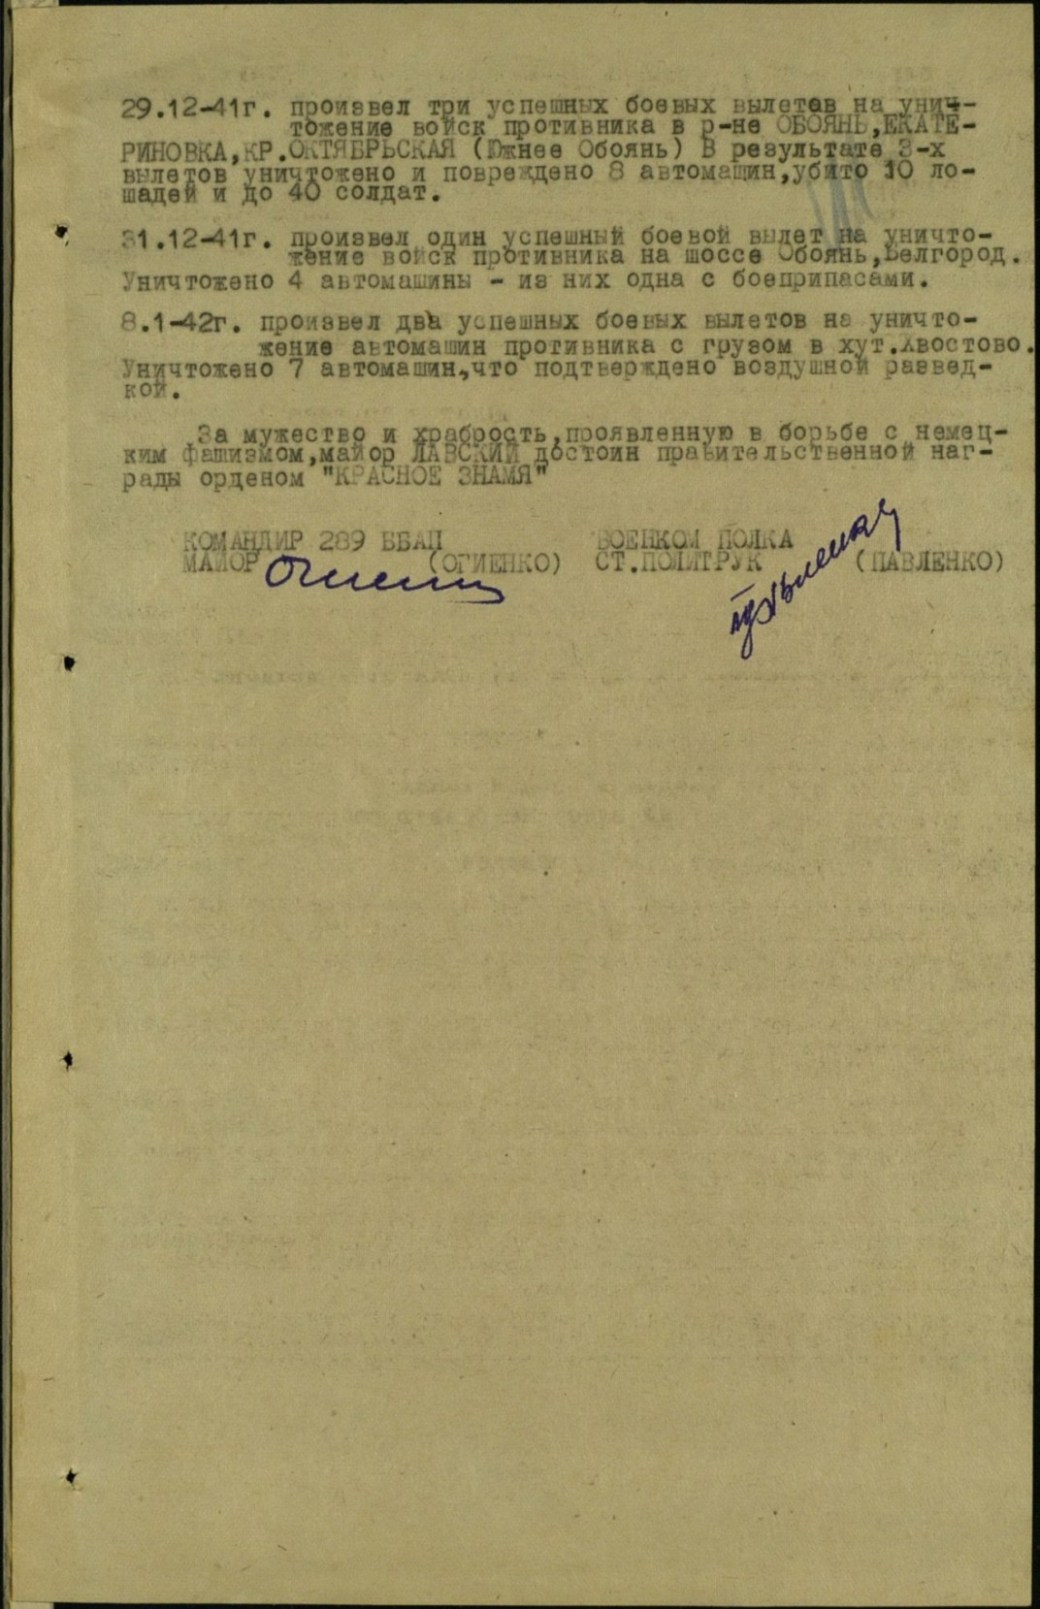 29.12-41г. произвел три успешных боевых вылетов на унич-
тожение войск противника в р-не ОБОЯНЬ,ЕКАТЕ-
РИНОВКА,КР.ОКТЯБРЬСКАЯ (Южнее Обоянь) В результате 3-х
вылетов уничтожено и повреждено 8 автомашин,убито 10 ло-
шадей и до 40 солдат.
31.12-41г. произвел один успешный боевой вылет на уничто-
жение войск противника на шоссе Обоянь,Белгород.
Уничтожено 4 автомашины - из них одна с боеприпасами.
8.1-42г. произвел два успешных боевых вылетов на уничто-
жение автомашин противника с грузом в хут.Хвостово.
Уничтожено 7 автомашин,что подтверждено воздушной развед-
кой.
За мужество и храбрость,проявленную в борьбе с немец-
ким фашизмом,майор ЛАВСКИЙ достоин правительственной наг-
рады орденом "КРАСНОЕ ЗНАМЯ"
КОМАНДИР 289 ББАП ВОЕНКОМ ПОЛКА
МАЙОР (ОГИЕНКО) СТ.ПОЛИТРУК (ПАВЛЕНКО)